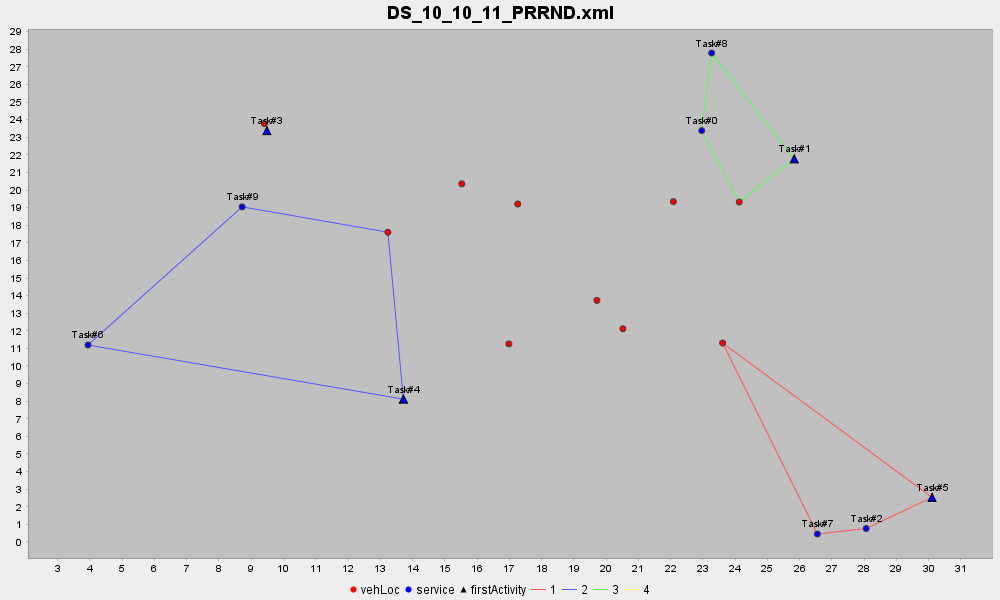 DS_10_10_11_PRRND.xml
29
28
27
26
25
24
23
22
21
20
19
18
17
16
15
14
13
12
11
10
9
8
7
6
5
4
3
2
1
0
Task#8
Task#3
Task#0
Task#1
Task#9
Task#6
Task#4
Task#5
Task#7
Task#2
3 4 5 6 7 8 9 10 11 12 13 14 15 16 17 18 19 20 21 22 23 24 25 26 27 28 29 30 31
vehLoc service firstActivity 1 2 3 4